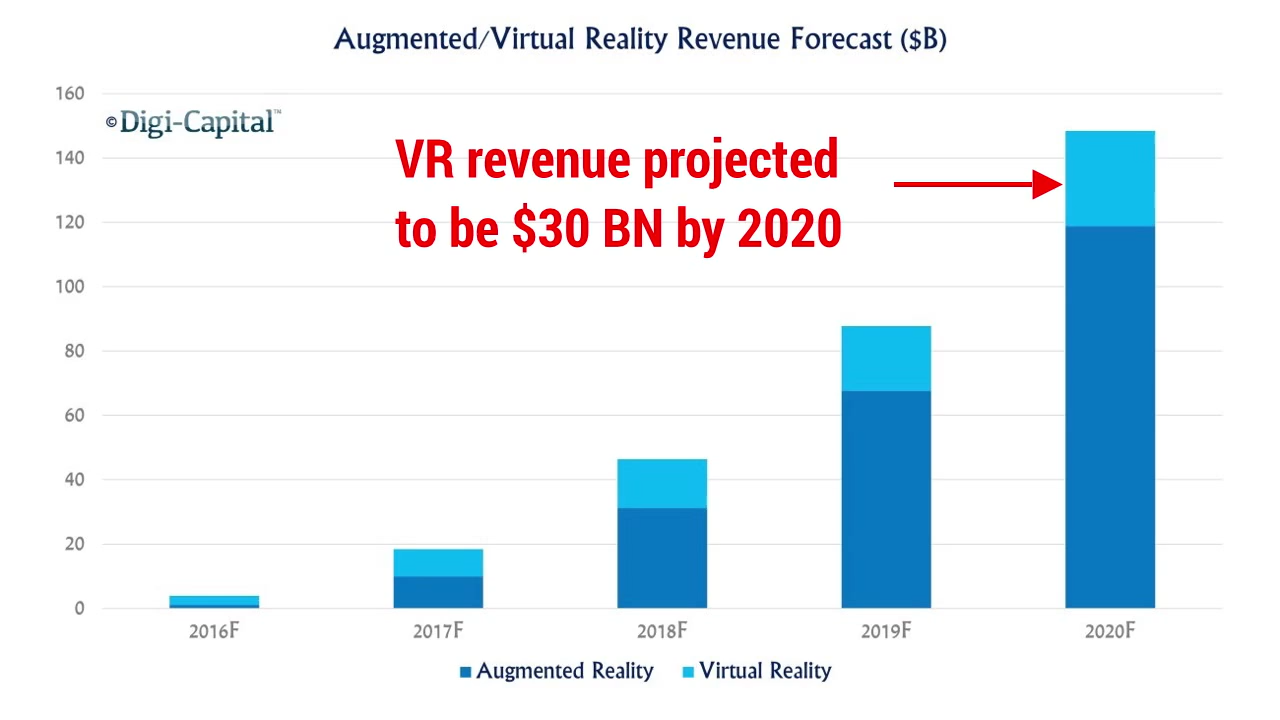 Augmented/Virtual Reality Revenue Forecast ($B)
160
©Digi-Capital™
VR revenue projected
140
to be $30 BN by 2020
120
100
80
60
40
20
0
2016F 2017F 2018F 2019F 2020F
Augmented Reality Virtual Reality